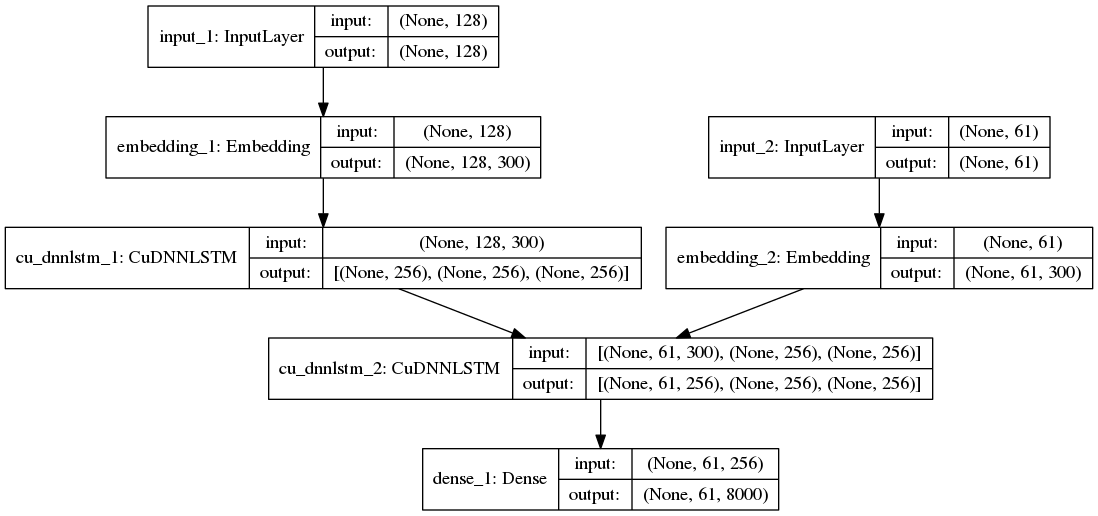 input_1: InputLayer
input: (None, 128)
output: (None, 128)
embedding_1: Embedding
input: (None, 128)
output: (None, 128, 300)
input_2: InputLayer
input: (None, 61)
output: (None, 61)
cu_dnnlstm_1: CuDNNLSTM
input: (None, 128, 300)
output: [(None, 256), (None, 256), (None, 256)]
embedding_2: Embedding
input: (None, 61)
output: (None, 61, 300)
cu_dnnlstm_2: CuDNNLSTM
input: [(None, 61, 300), (None, 256), (None, 256)]
output: [(None, 61, 256), (None, 256), (None, 256)]
dense_1: Dense
input: (None, 61, 256)
output: (None, 61, 8000)